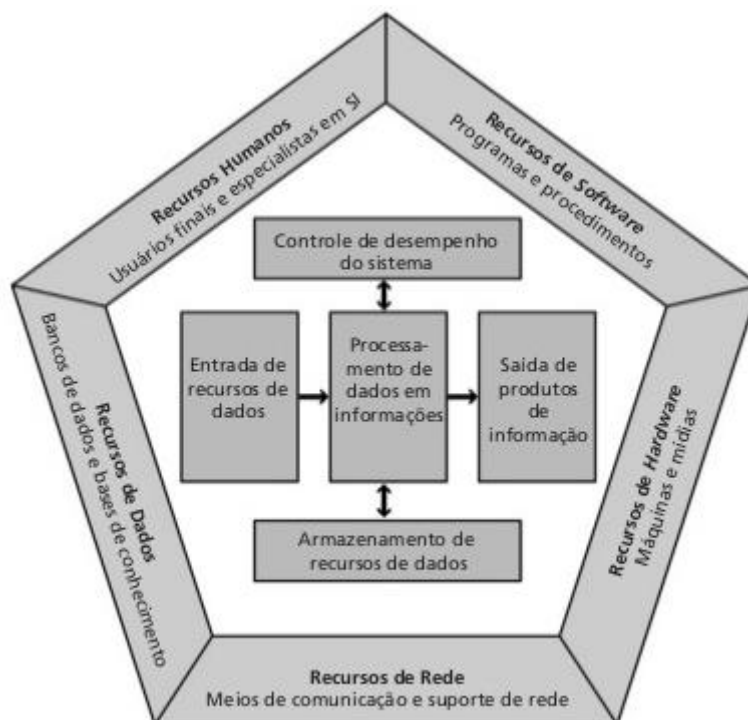 Recursos Humanos
Usuários finais e especialistas em SI
Recursos de Software
Programas e procedimentos
Controle de desempenho
do sistema
Entrada de
recursos de
dados
Processa-
mento de
dados em
informações
Saida de
produtos
de
informação
Armazenamento de
recursos de dados
Recursos de Dados
Bancos de dados e bases de conhecimento
Recursos de Hardware
Máquinas e mídias
Recursos de Rede
Meios de comunicação e suporte de rede